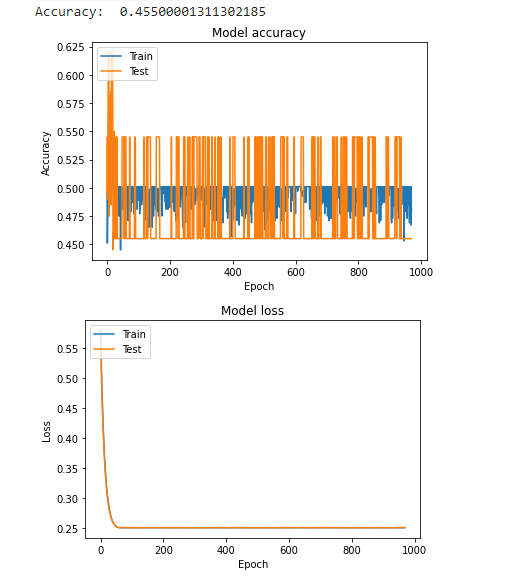 Accuracy:  0.45500001311302185
Model accuracy
Train
Test
0.625
0.600
0.575
0.550
0.525
0.500
0.475
0.450
Accuracy
0
200
400
600
800
1000
Epoch
Model loss
Train
Test
0.55
0.50
0.45
0.40
0.35
0.30
0.25
Loss
0
200
400
600
800
1000
Epoch